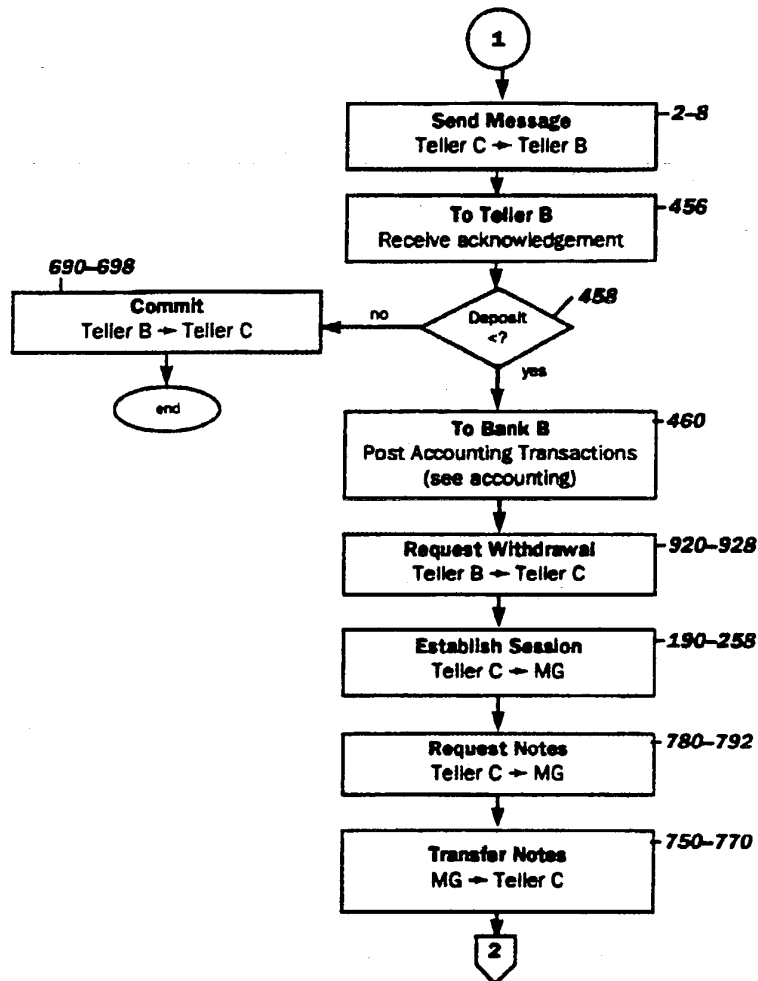 1
Send Message
Teller C → Teller B
2–8
To Teller B
Receive acknowledgement
456
690–698
Commit
Teller B → Teller C
no
Deposit
<?
458
end
yes
To Bank B
Post Accounting Transactions
(see accounting)
460
Request Withdrawal
Teller B → Teller C
920–928
Establish Session
Teller C → MG
190–258
Request Notes
Teller C → MG
780–792
Transfer Notes
MG → Teller C
750–770
2